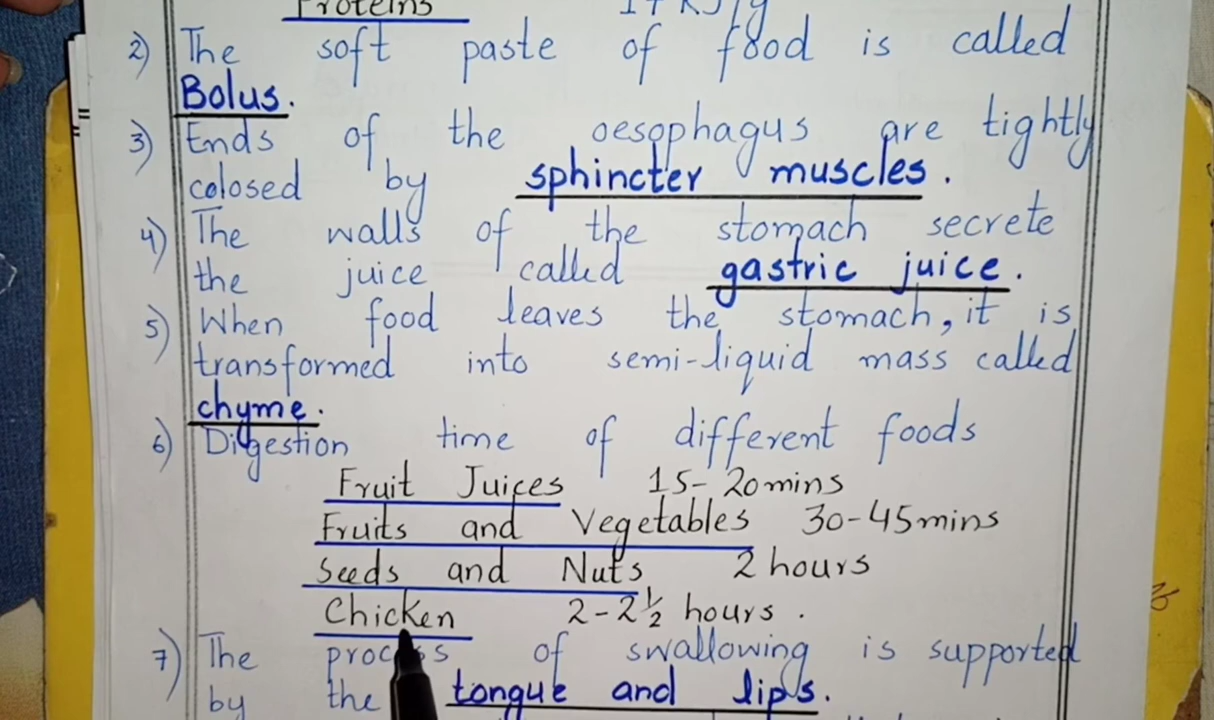 Proteins 17 KJ/g
2) The soft paste of food is called
Bolus.
3) Ends of the oesophagus are tightly
colosed by sphincter muscles.
4) The walls of the stomach secrete
the juice called gastric juice.
5) When food leaves the stomach, it is
transformed into semi-liquid mass called
chyme.
6) Digestion time of different foods
Fruit Juices 15-20mins
Fruits and Vegetables 30-45mins
Seeds and Nuts 2 hours
Chicken 2-2½ hours.
7) The process of swallowing is supported
by the tongue and lips.